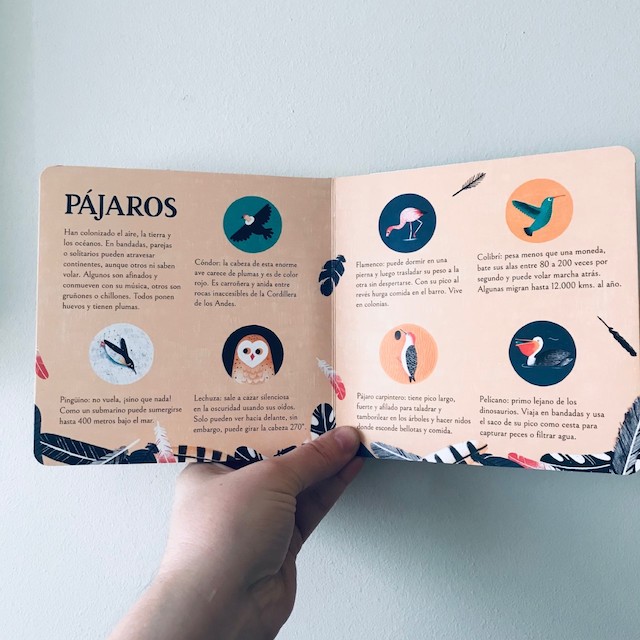 PÁJAROS
Han colonizado el aire, la tierra y
los océanos. En bandadas, parejas
o solitarios pueden atravesar
continentes, aunque otros ni saben
volar. Algunos son afinados y
conmueven con su música, otros son
gruñones o chillones. Todos ponen
huevos y tienen plumas.
Cóndor: la cabeza de esta enorme
ave carece de plumas y es de color
rojo. Es carroñera y anida entre
rocas inaccesibles de la Cordillera
de los Andes.
Pingüino: no vuela, ¡sino que nada!
Como un submarino puede sumergirse
hasta 400 metros bajo el mar.
Lechuza: sale a cazar silenciosa
en la oscuridad usando sus oídos.
Solo pueden ver hacia delante, sin
embargo, puede girar la cabeza 270°.
Flamenco: puede dormir en una
pierna y luego trasladar su peso a la
otra sin despertarse. Con su pico al
revés hurga comida en el barro. Vive
en colonias.
Colibrí: pesa menos que una moneda,
bate sus alas entre 80 a 200 veces por
segundo y puede volar marcha atrás.
Algunas migran hasta 12.000 kms. al año.
Pájaro carpintero: tiene pico largo,
fuerte y afilado para taladrar y
tamborilear en los árboles y hacer nidos
donde esconde bellotas y comida.
Pelícano: primo lejano de los
dinosaurios. Viaja en bandadas y usa
el saco de su pico como cesta para
capturar peces o filtrar agua.